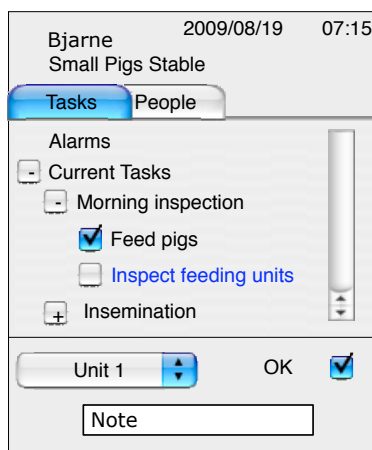 Bjarne 2009/08/19 07:15
Small Pigs Stable
Tasks People
Alarms
- Current Tasks
- Morning inspection
Feed pigs
Inspect feeding units
+ Insemination
Unit 1 OK
Note